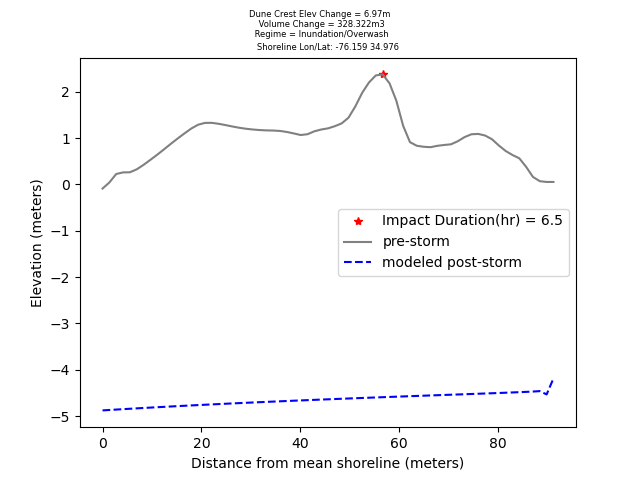 Dune Crest Elev Change = 6.97m
Volume Change = 328.322m3
Regime = Inundation/Overwash
Shoreline Lon/Lat: -76.159 34.976
2
1
0
−1
−2
−3
−4
−5
Elevation (meters)
Impact Duration(hr) = 6.5
pre-storm
modeled post-storm
0 20 40 60 80
Distance from mean shoreline (meters)